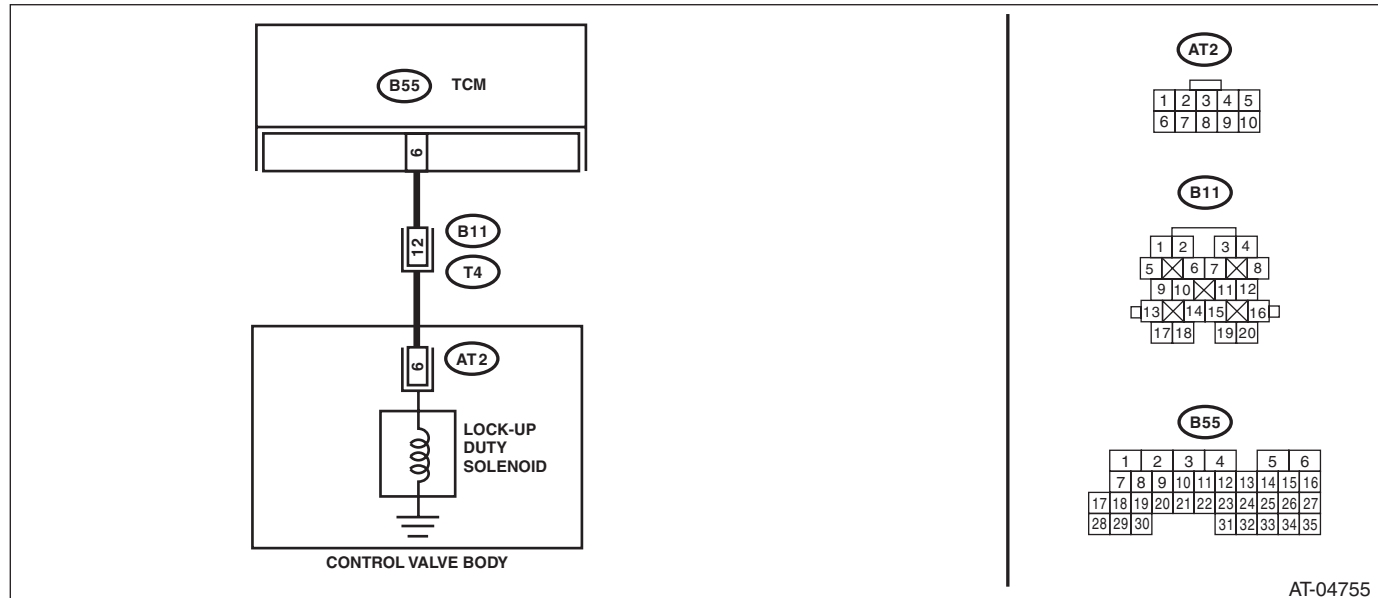 B55 TCM
6
12
B11
T4
6
AT2
LOCK-UP
DUTY
SOLENOID
CONTROL VALVE BODY
AT2
1 2 3 4 5
6 7 8 9 10
B11
1 2 3 4
5 6 7 8
9 10 11 12
13 14 15 16
17 18 19 20
B55
1 2 3 4 5 6
7 8 9 10 11 12 13 14 15 16
17 18 19 20 21 22 23 24 25 26 27
28 29 30 31 32 33 34 35
AT-04755